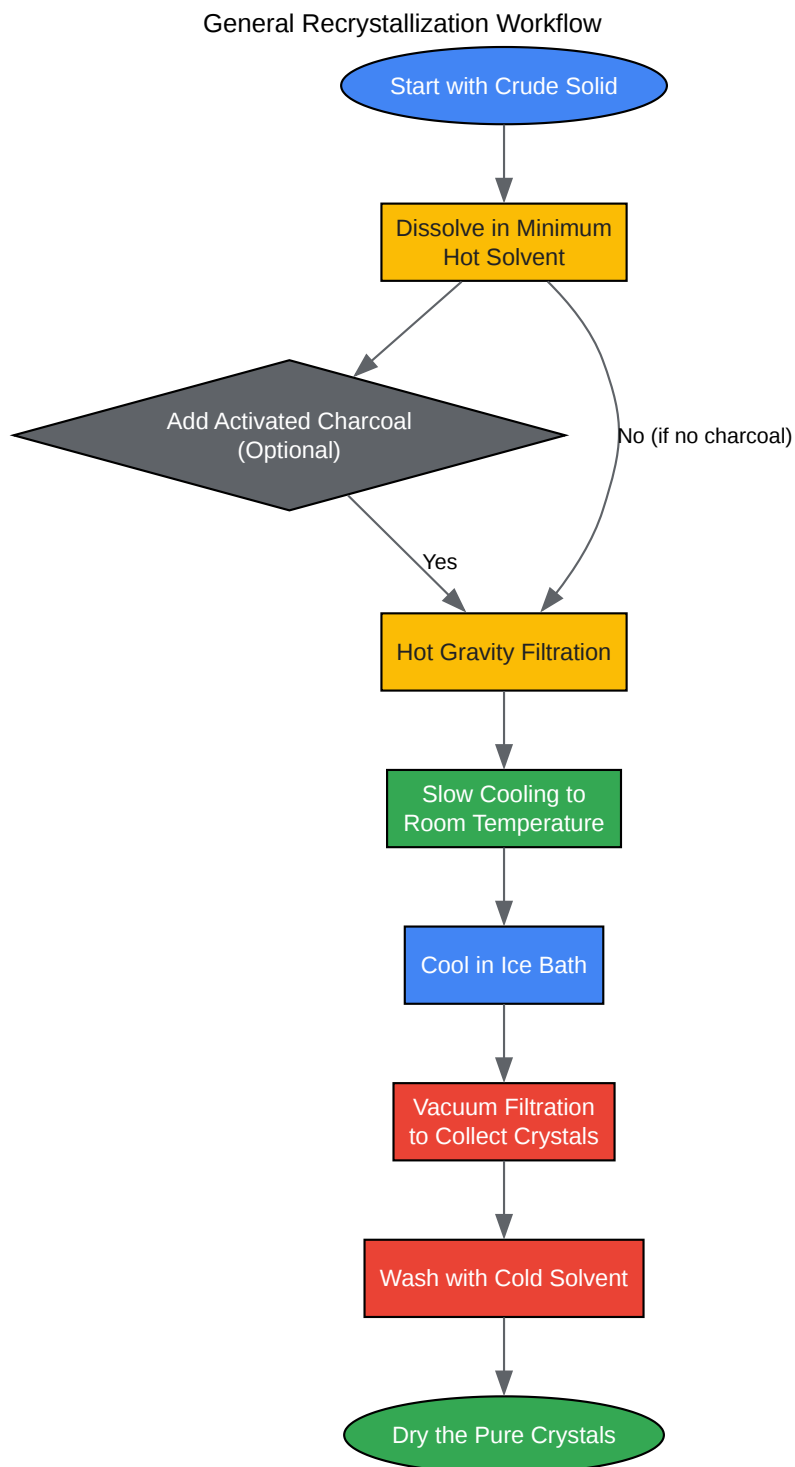 General Recrystallization Workflow
Start with Crude Solid
Dissolve in Minimum
Hot Solvent
Add Activated Charcoal
(Optional)
No (if no charcoal)
Yes
Hot Gravity Filtration
Slow Cooling to
Room Temperature
Cool in Ice Bath
Vacuum Filtration
to Collect Crystals
Wash with Cold Solvent
Dry the Pure Crystals